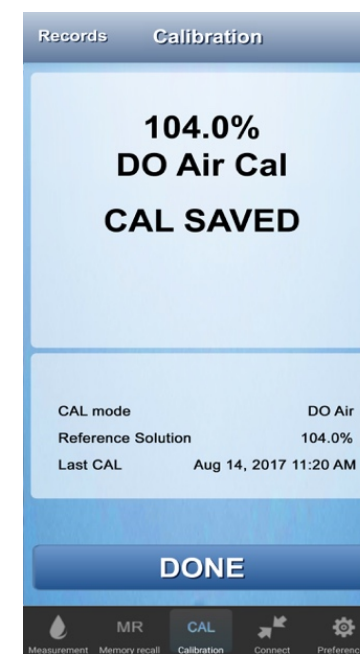 Records Calibration
104.0%
DO Air Cal
CAL SAVED
CAL mode DO Air
Reference Solution 104.0%
Last CAL Aug 14, 2017 11:20 AM
DONE
MR CAL
Measurement Memory recall Calibration Connect Preferenc